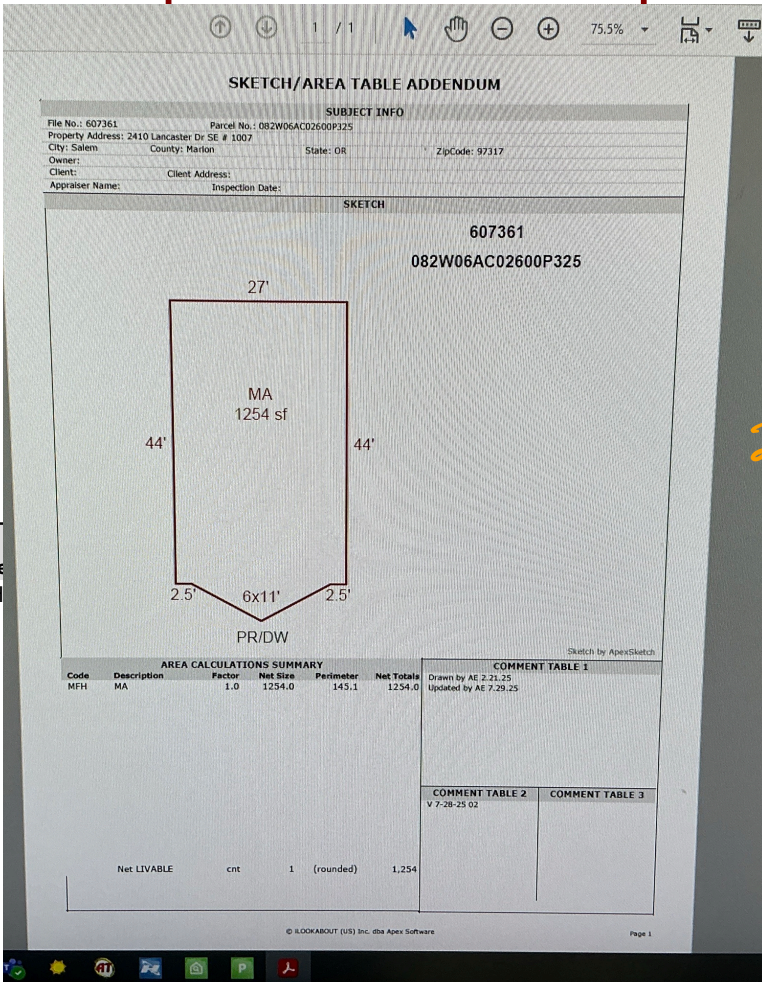 1 / 1
75.5%
SKETCH/AREA TABLE ADDENDUM
SUBJECT INFO
File No.: 607361 Parcel No.: 082W06AC02600P325
Property Address: 2410 Lancaster Dr SE # 1007
City: Salem County: Marion State: OR ZipCode: 97317
Owner:
Client: Client Address:
Appraiser Name: Inspection Date:
SKETCH
607361
082W06AC02600P325
27'
MA
1254 sf
44' 44'
2.5' 6x11' 2.5'
PR/DW
Sketch by ApexSketch
AREA CALCULATIONS SUMMARY
Code Description Factor Net Size Perimeter Net Totals
MFH MA 1.0 1254.0 145.1 1254.0
Net LIVABLE cnt 1 (rounded) 1,254
COMMENT TABLE 1
Drawn by AE 2.21.25
Updated by AE 7.29.25
COMMENT TABLE 2 COMMENT TABLE 3
V 7-28-25 02
© ILOOKABOUT (US) Inc. dba Apex Software Page 1
AT
P